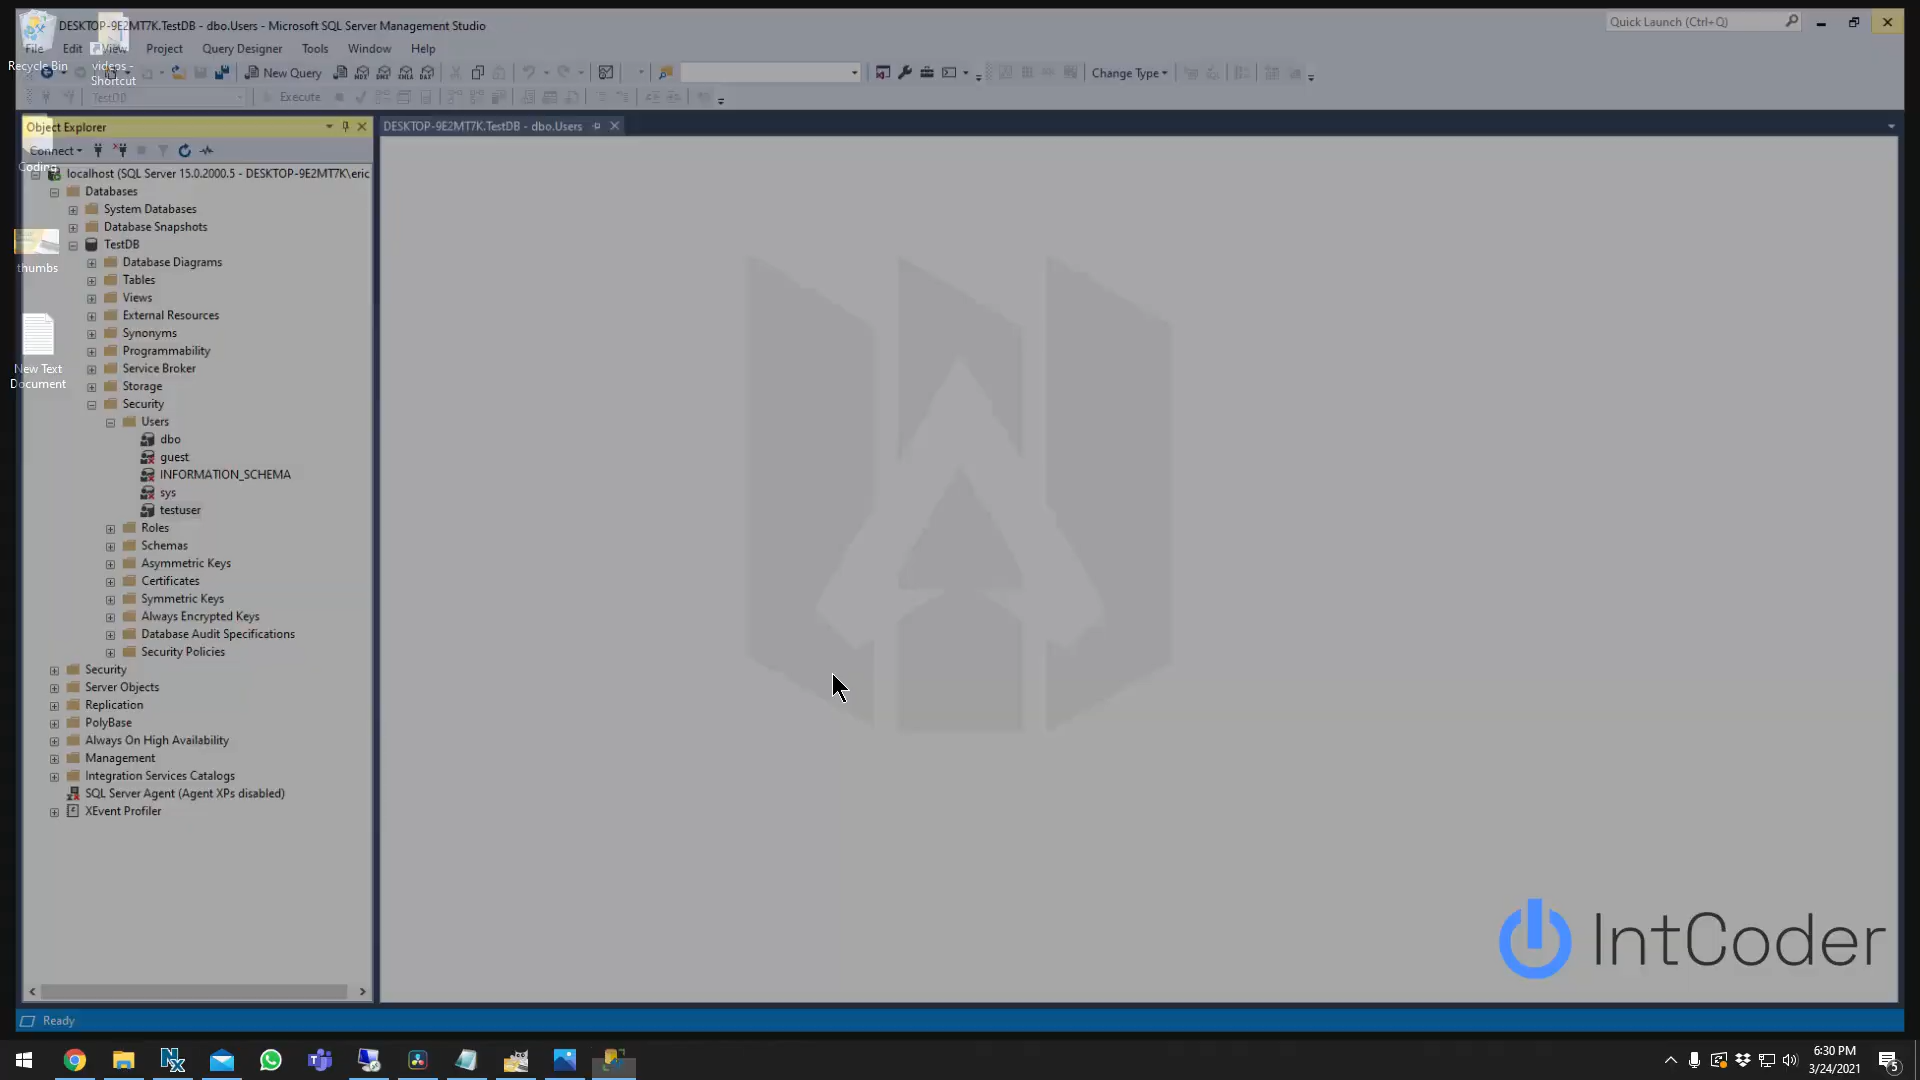 DESKTOP-9E2MT7K.TestDB - dbo.Users - Microsoft SQL Server Management Studio
Quick Launch (Ctrl+Q)
File Edit View Project Query Designer Tools Window Help
Recycle Bin
videos -
Shortcut
New Query
MDX DMX XMLA DAX
Change Type
TestDB
Execute
Object Explorer
DESKTOP-9E2MT7K.TestDB - dbo.Users
Connect
Coding
localhost (SQL Server 15.0.2000.5 - DESKTOP-9E2MT7K\eric
Databases
System Databases
Database Snapshots
TestDB
Database Diagrams
thumbs
Tables
Views
External Resources
Synonyms
Programmability
Service Broker
New Text
Document
Storage
Security
Users
dbo
guest
INFORMATION_SCHEMA
sys
testuser
Roles
Schemas
Asymmetric Keys
Certificates
Symmetric Keys
Always Encrypted Keys
Database Audit Specifications
Security Policies
Security
Server Objects
Replication
PolyBase
Always On High Availability
Management
Integration Services Catalogs
SQL Server Agent (Agent XPs disabled)
XEvent Profiler
IntCoder
Ready
6:30 PM
3/24/2021
5